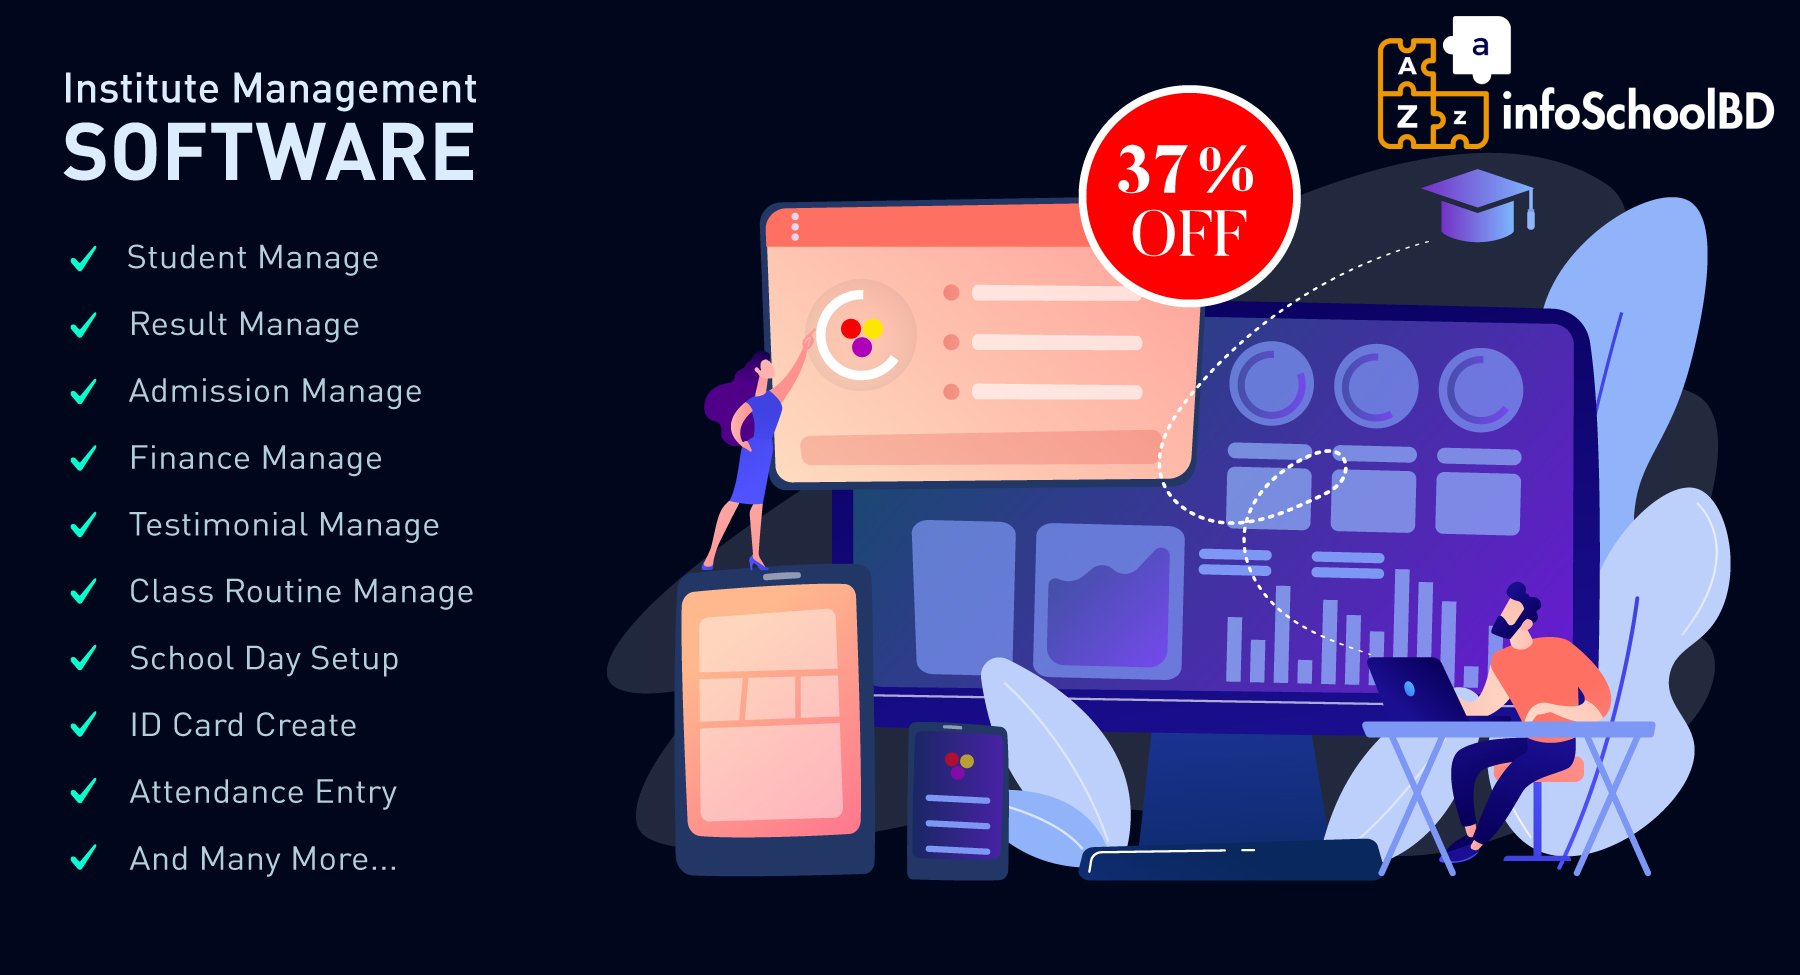 Institute Management
SOFTWARE
Student Manage
Result Manage
Admission Manage
Finance Manage
Testimonial Manage
Class Routine Manage
School Day Setup
ID Card Create
Attendance Entry
And Many More...
37%
OFF
A
a
Z
z
infoSchoolBD